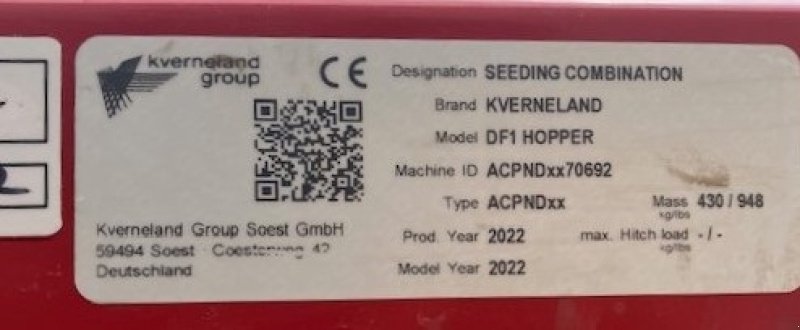 kverneland
group
CE
Designation SEEDING COMBINATION
Brand KVERNELAND
Model DF1 HOPPER
Machine ID ACPNDxx70692
Type ACPNDxx Mass 430 / 948
kg/lbs
Prod. Year 2022 max. Hitch load - / -
kg/lbs
Model Year 2022
Kverneland Group Soest GmbH
59494 Soest · Coesterweg 42
Deutschland